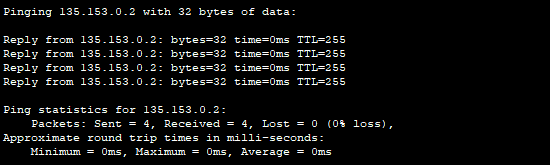 Pinging 135.153.0.2 with 32 bytes of data:
Reply from 135.153.0.2: bytes=32 time=0ms TTL=255
Reply from 135.153.0.2: bytes=32 time=0ms TTL=255
Reply from 135.153.0.2: bytes=32 time=0ms TTL=255
Reply from 135.153.0.2: bytes=32 time=0ms TTL=255
Ping statistics for 135.153.0.2:
Packets: Sent = 4, Received = 4, Lost = 0 (0% loss),
Approximate round trip times in milli-seconds:
Minimum = 0ms, Maximum = 0ms, Average = 0ms